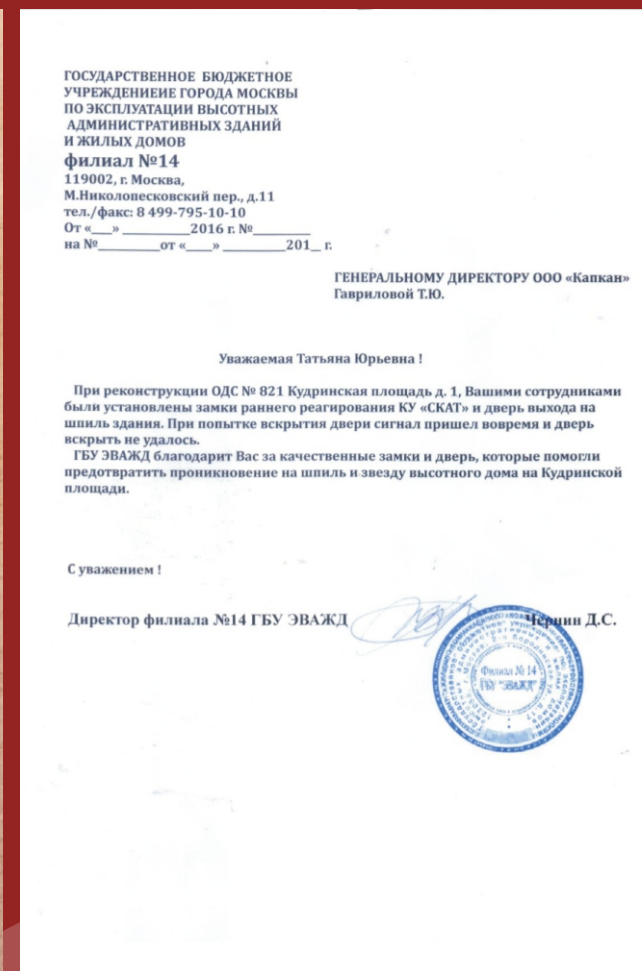 ГОСУДАРСТВЕННОЕ БЮДЖЕТНОЕ
УЧРЕЖДЕНИЕИЕ ГОРОДА МОСКВЫ
ПО ЭКСПЛУАТАЦИИ ВЫСОТНЫХ
АДМИНИСТРАТИВНЫХ ЗДАНИЙ
И ЖИЛЫХ ДОМОВ
филиал №14
119002, г. Москва,
М.Николопесковский пер., д.11
тел./факс: 8 499-795-10-10
От «___» __________2016 г. №________
на №_________от «____» _________201_ г.
ГЕНЕРАЛЬНОМУ ДИРЕКТОРУ ООО «Капкан»
Гавриловой Т.Ю.
Уважаемая Татьяна Юрьевна !
При реконструкции ОДС № 821 Кудринская площадь д. 1, Вашими сотрудниками
были установлены замки раннего реагирования КУ «СКАТ» и дверь выхода на
шпиль здания. При попытке вскрытия двери сигнал пришел вовремя и дверь
вскрыть не удалось.
ГБУ ЭВАЖД благодарит Вас за качественные замки и дверь, которые помогли
предотвратить проникновение на шпиль и звезду высотного дома на Кудринской
площади.
С уважением !
Директор филиала №14 ГБУ ЭВАЖД
Чернин Д.С.
Филиал № 14
ГБУ "ЭВАЖД"